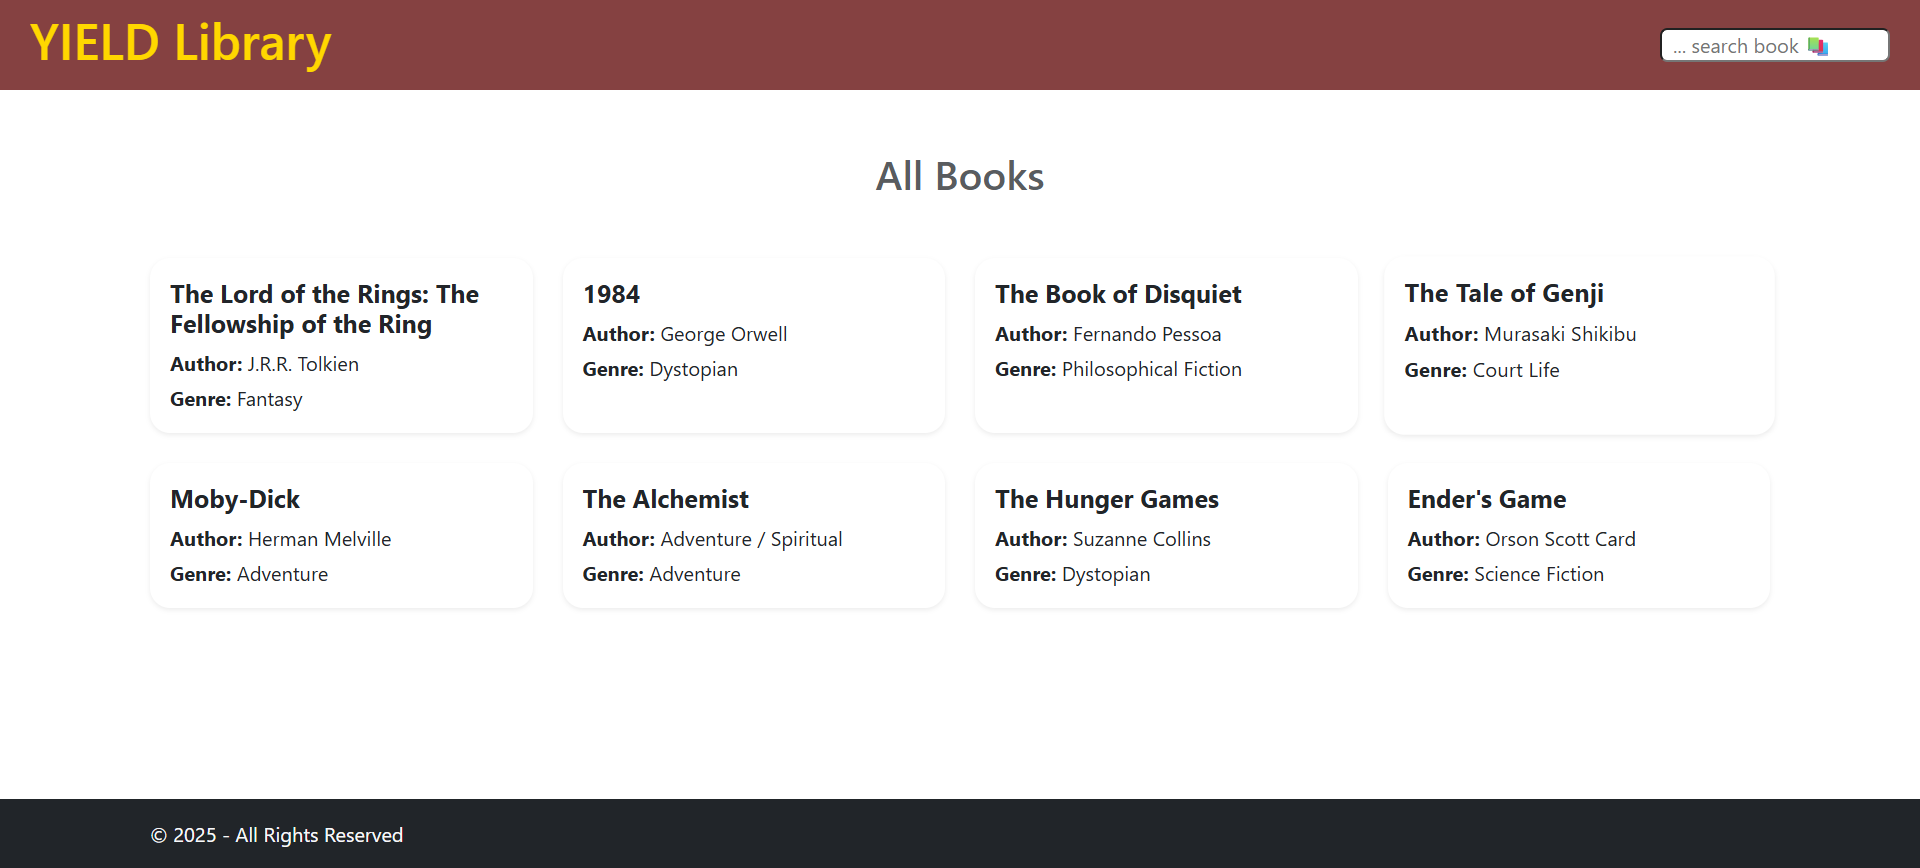 YIELD Library
... search book
All Books
The Lord of the Rings: The
Fellowship of the Ring
Author: J.R.R. Tolkien
Genre: Fantasy
1984
Author: George Orwell
Genre: Dystopian
The Book of Disquiet
Author: Fernando Pessoa
Genre: Philosophical Fiction
The Tale of Genji
Author: Murasaki Shikibu
Genre: Court Life
Moby-Dick
Author: Herman Melville
Genre: Adventure
The Alchemist
Author: Adventure / Spiritual
Genre: Adventure
The Hunger Games
Author: Suzanne Collins
Genre: Dystopian
Ender's Game
Author: Orson Scott Card
Genre: Science Fiction
© 2025 - All Rights Reserved